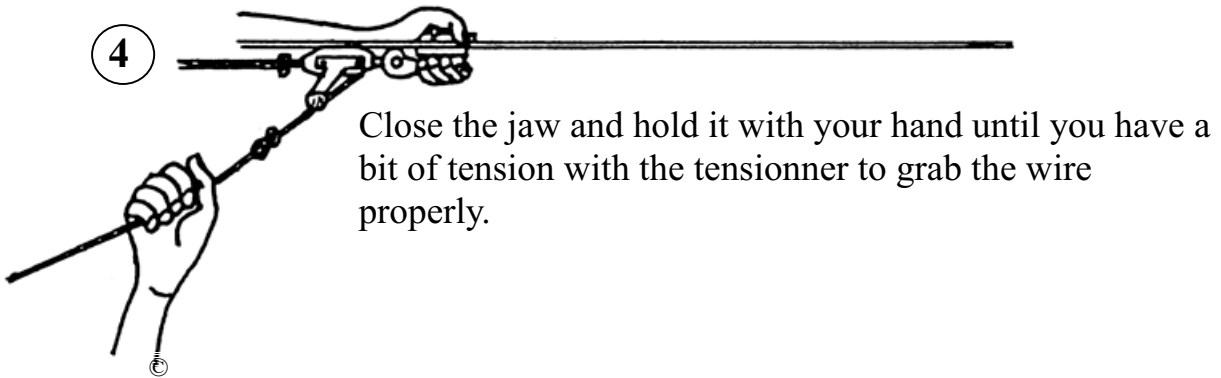 4
Close the jaw and hold it with your hand until you have a
bit of tension with the tensionner to grab the wire
properly.
©